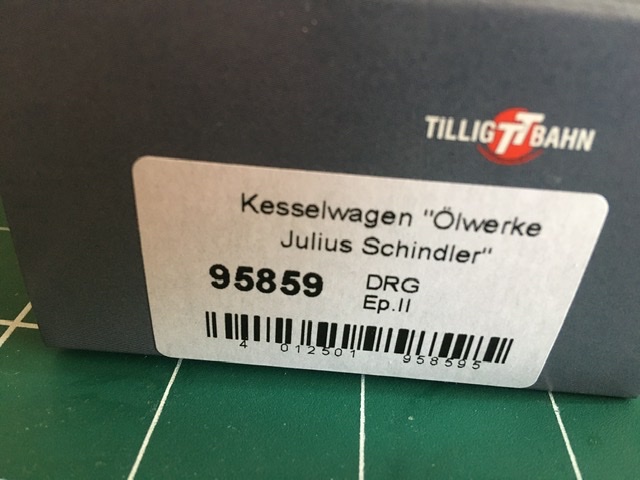 TiLLiG TT BAHN
Kesselwagen "Ölwerke
Julius Schindler"
95859 DRG
Ep.II
4 012501 958595